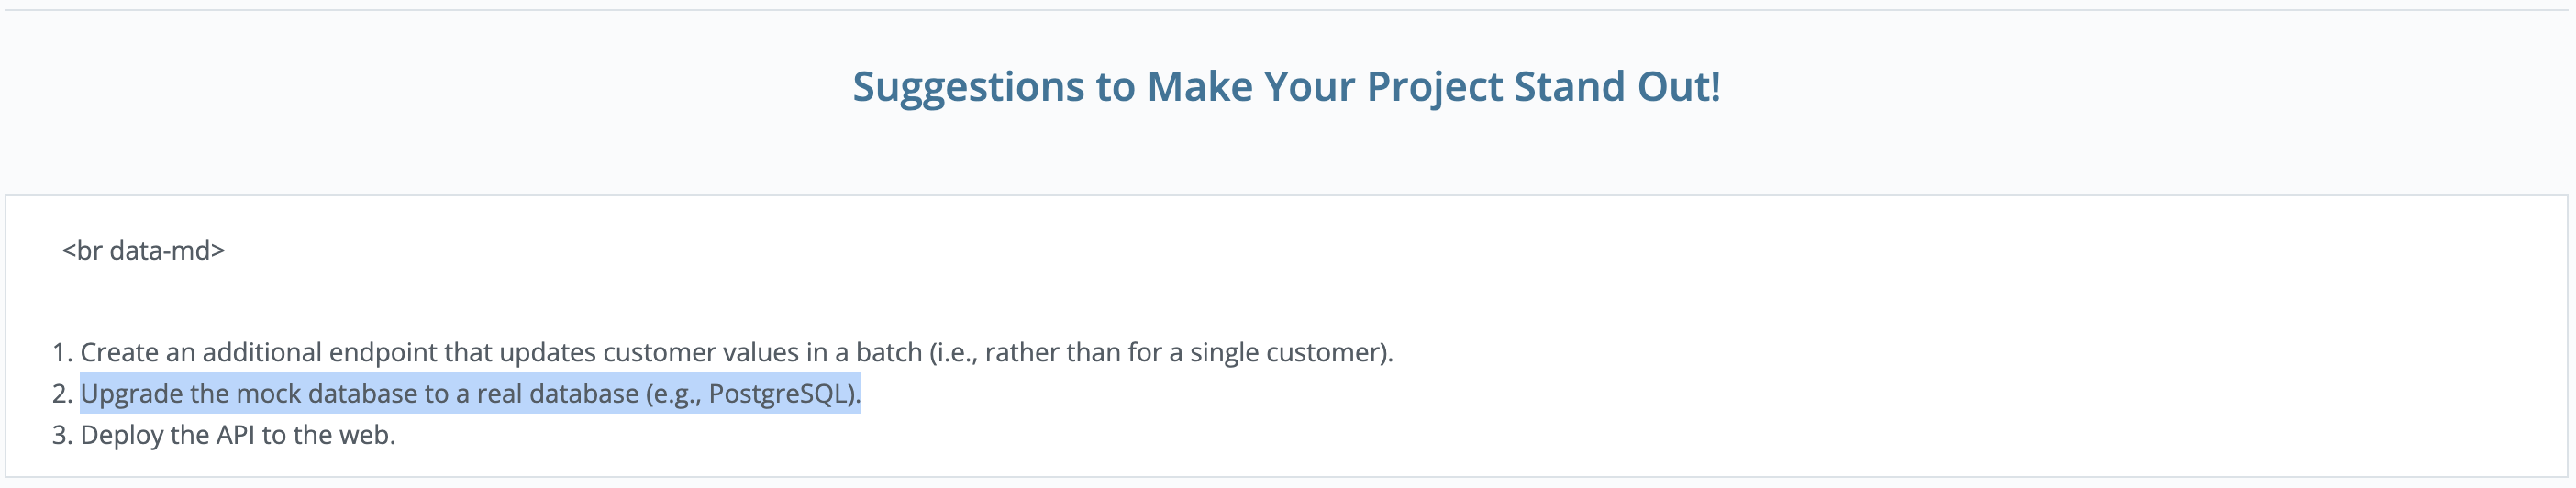 Suggestions to Make Your Project Stand Out!
<br data-md>
1. Create an additional endpoint that updates customer values in a batch (i.e., rather than for a single customer).
2. Upgrade the mock database to a real database (e.g., PostgreSQL).
3. Deploy the API to the web.